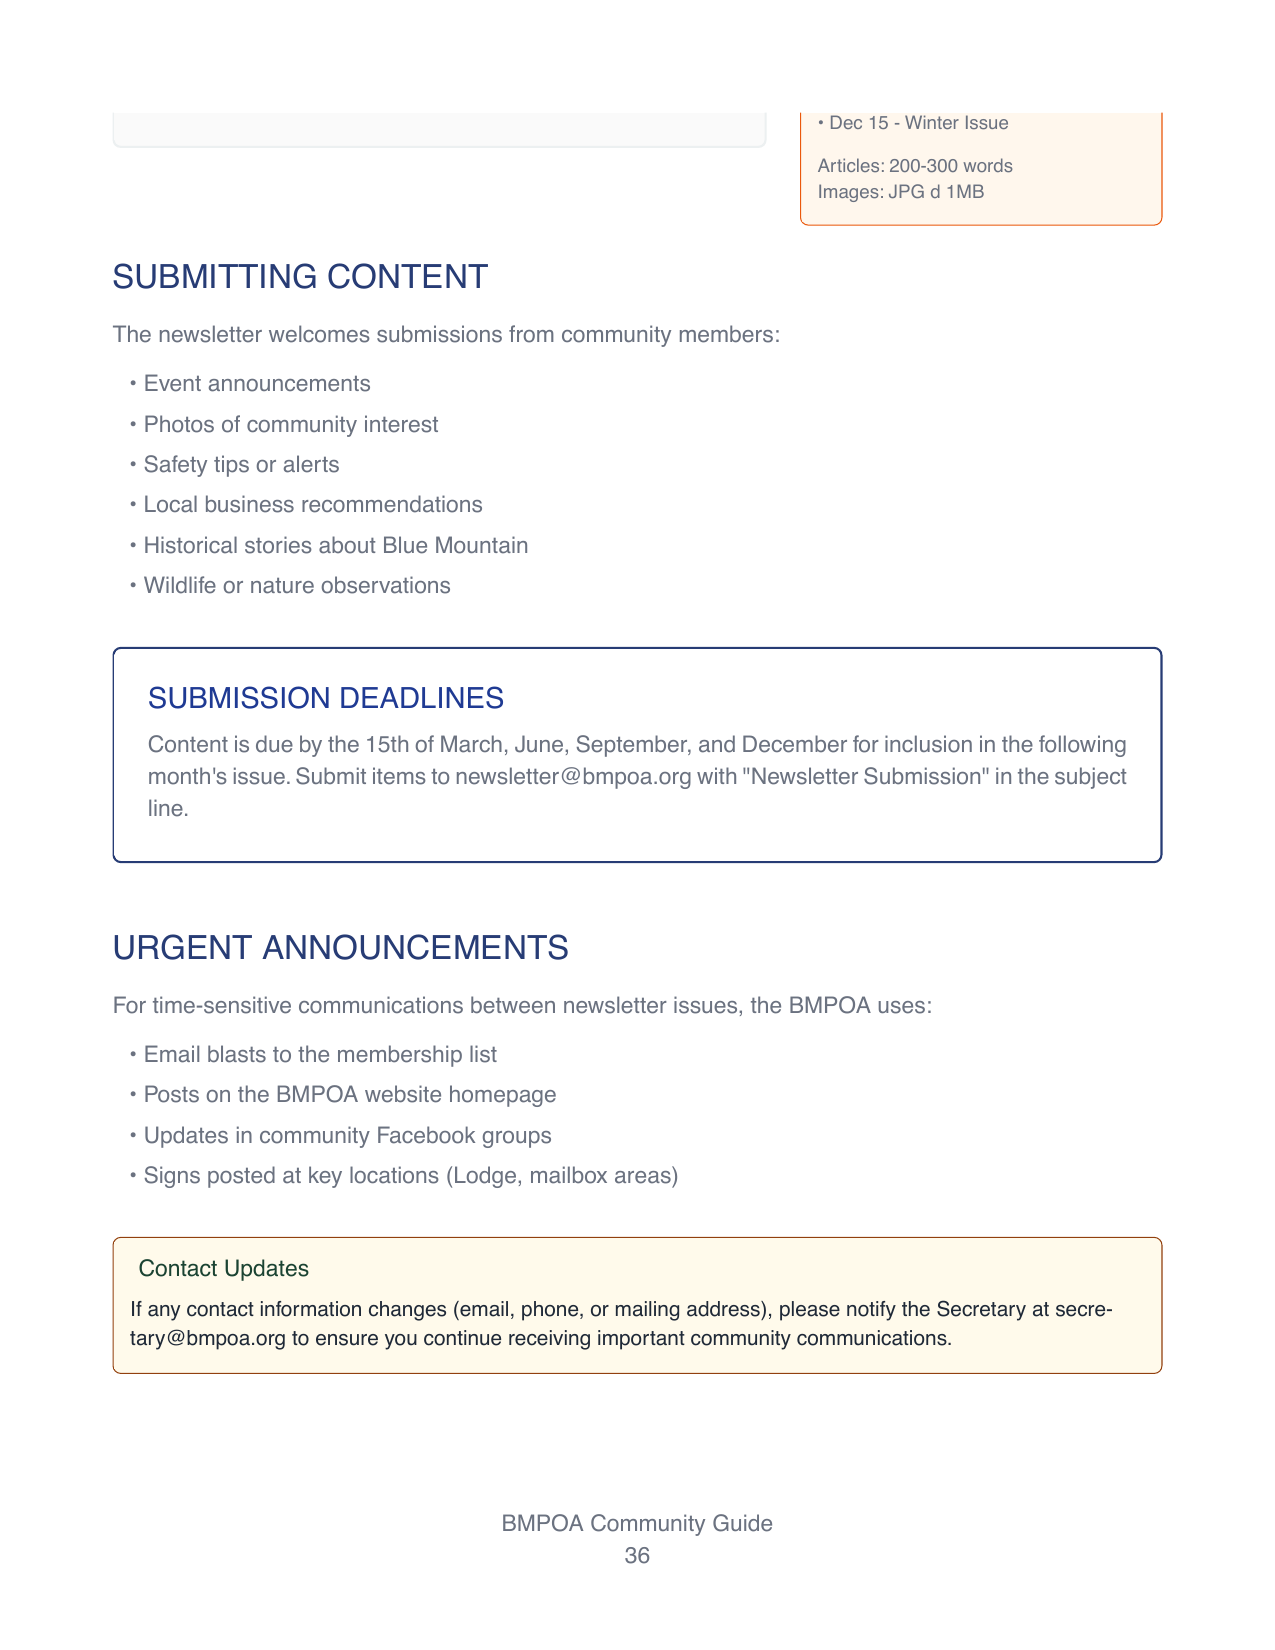 • Dec 15 - Winter Issue
Articles: 200-300 words
Images: JPG d 1MB
SUBMITTING CONTENT
The newsletter welcomes submissions from community members:
• Event announcements
• Photos of community interest
• Safety tips or alerts
• Local business recommendations
• Historical stories about Blue Mountain
• Wildlife or nature observations
SUBMISSION DEADLINES
Content is due by the 15th of March, June, September, and December for inclusion in the following
month's issue. Submit items to newsletter@bmpoa.org with "Newsletter Submission" in the subject
line.
URGENT ANNOUNCEMENTS
For time-sensitive communications between newsletter issues, the BMPOA uses:
• Email blasts to the membership list
• Posts on the BMPOA website homepage
• Updates in community Facebook groups
• Signs posted at key locations (Lodge, mailbox areas)
Contact Updates
If any contact information changes (email, phone, or mailing address), please notify the Secretary at secre-
tary@bmpoa.org to ensure you continue receiving important community communications.
BMPOA Community Guide
36